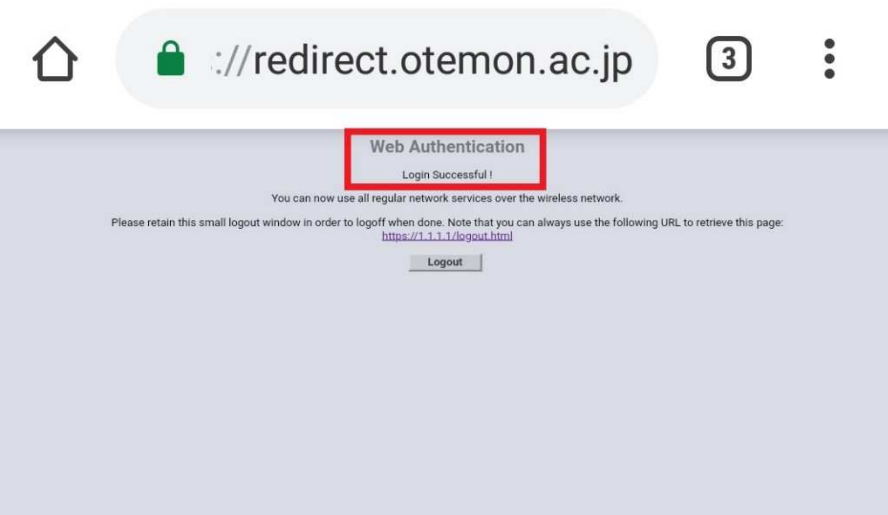 ://redirect.otemon.ac.jp
3
Web Authentication
Login Successful !
You can now use all regular network services over the wireless network.
Please retain this small logout window in order to logoff when done. Note that you can always use the following URL to retrieve this page:
https://1.1.1.1/logout.html
Logout